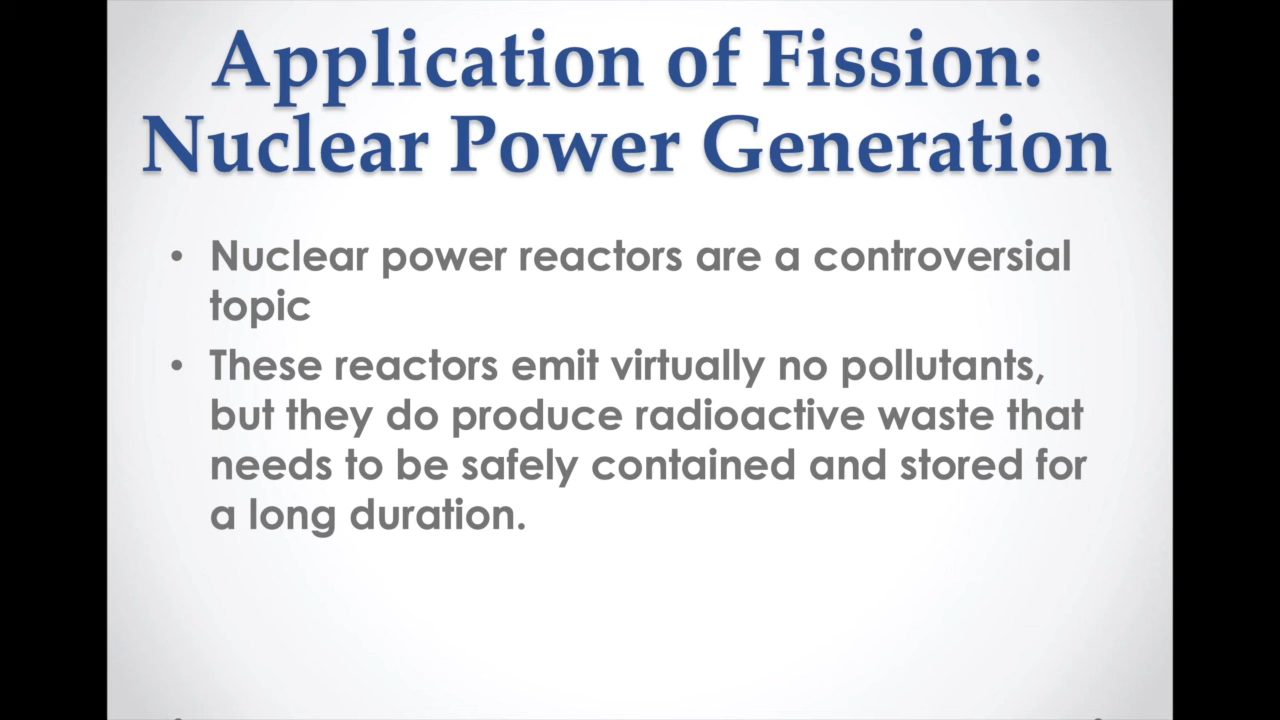 Application of Fission:
Nuclear Power Generation
• Nuclear power reactors are a controversial
topic
• These reactors emit virtually no pollutants,
but they do produce radioactive waste that
needs to be safely contained and stored for
a long duration.